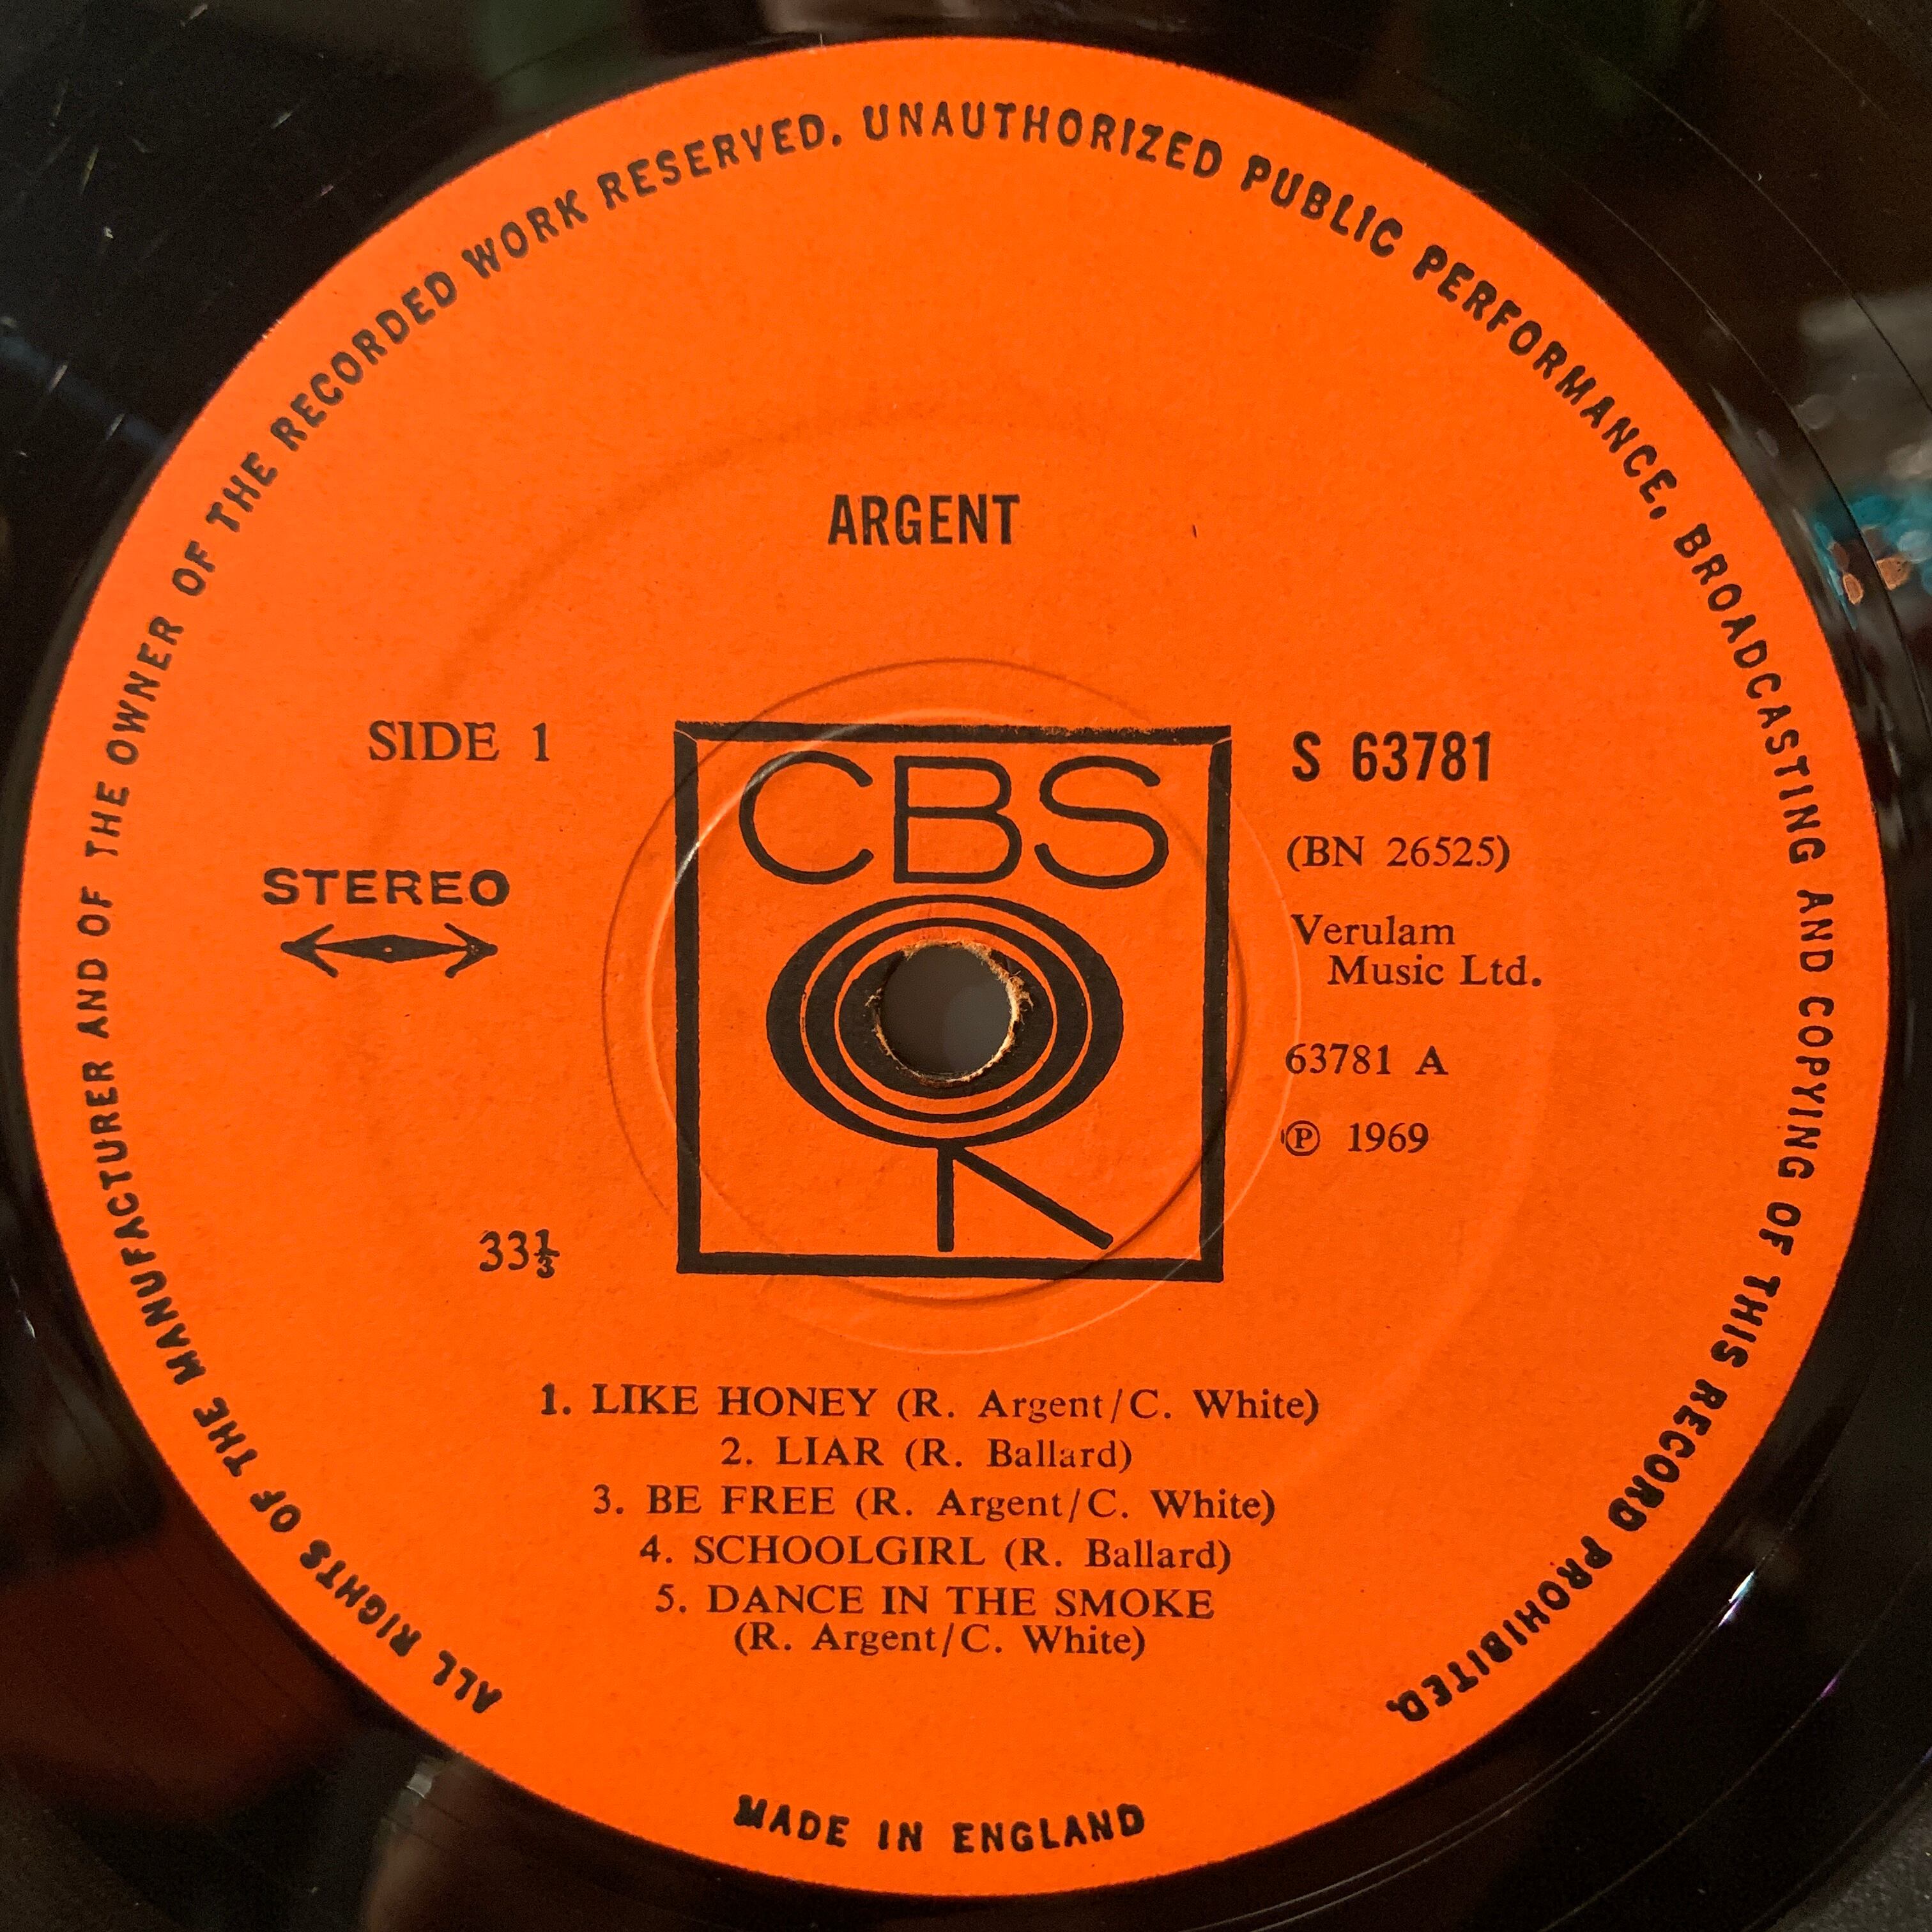 ALL RIGHTS OF THE MANUFACTURER AND OF THE OWNER OF THE RECORDED WORK RESERVED. UNAUTHORIZED PUBLIC PERFORMANCE, BROADCASTING AND COPYING OF THIS RECORD PROHIBITED.
ARGENT
SIDE 1
STEREO
33⅓
CBS
S 63781
(BN 26525)
Verulam
Music Ltd.
63781 A
℗ 1969
1. LIKE HONEY (R. Argent/C. White)
2. LIAR (R. Ballard)
3. BE FREE (R. Argent/C. White)
4. SCHOOLGIRL (R. Ballard)
5. DANCE IN THE SMOKE
(R. Argent/C. White)
MADE IN ENGLAND